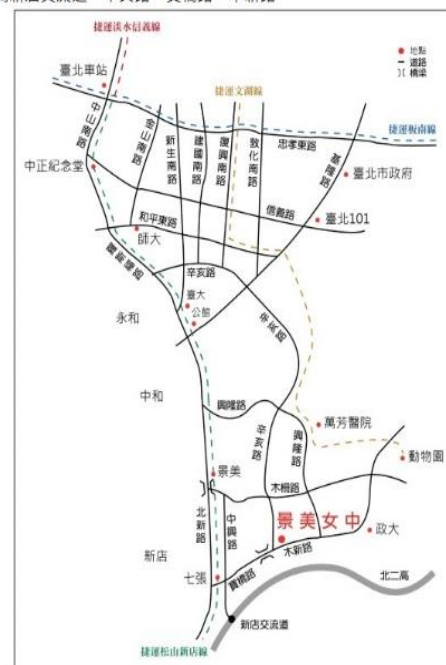 捷運淡水信義線
地點
道路
橋梁
臺北車站
捷運文湖線
中山南路
金山南路
新生南路
建國南路
復興南路
敦化南路
忠孝東路
捷運板南線
基隆路
中正紀念堂
臺北市政府
信義路
臺北101
和平東路
師大
羅斯福路
辛亥路
臺大
公館
永和
辛亥路
中和
興隆路
萬芳醫院
辛亥路
興隆路
動物園
景美
木柵路
北新路
中興路
景美女中
政大
木新路
新店
七張
寶橋路
北二高
新店交流道
捷運松山新店線